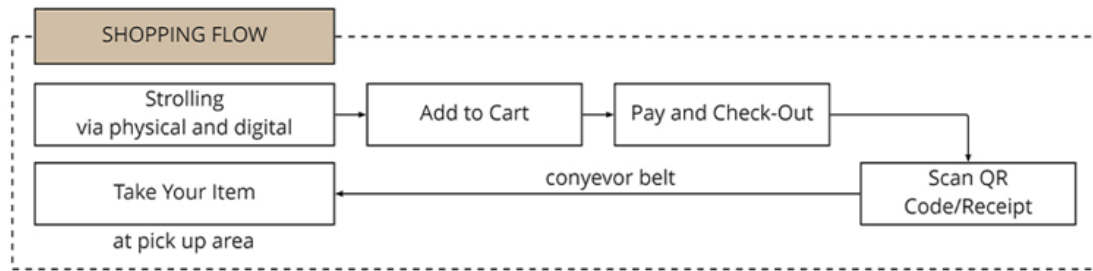 SHOPPING FLOW
Strolling
via physical and digital
Add to Cart
Pay and Check-Out
Scan QR
Code/Receipt
conyevor belt
Take Your Item
at pick up area